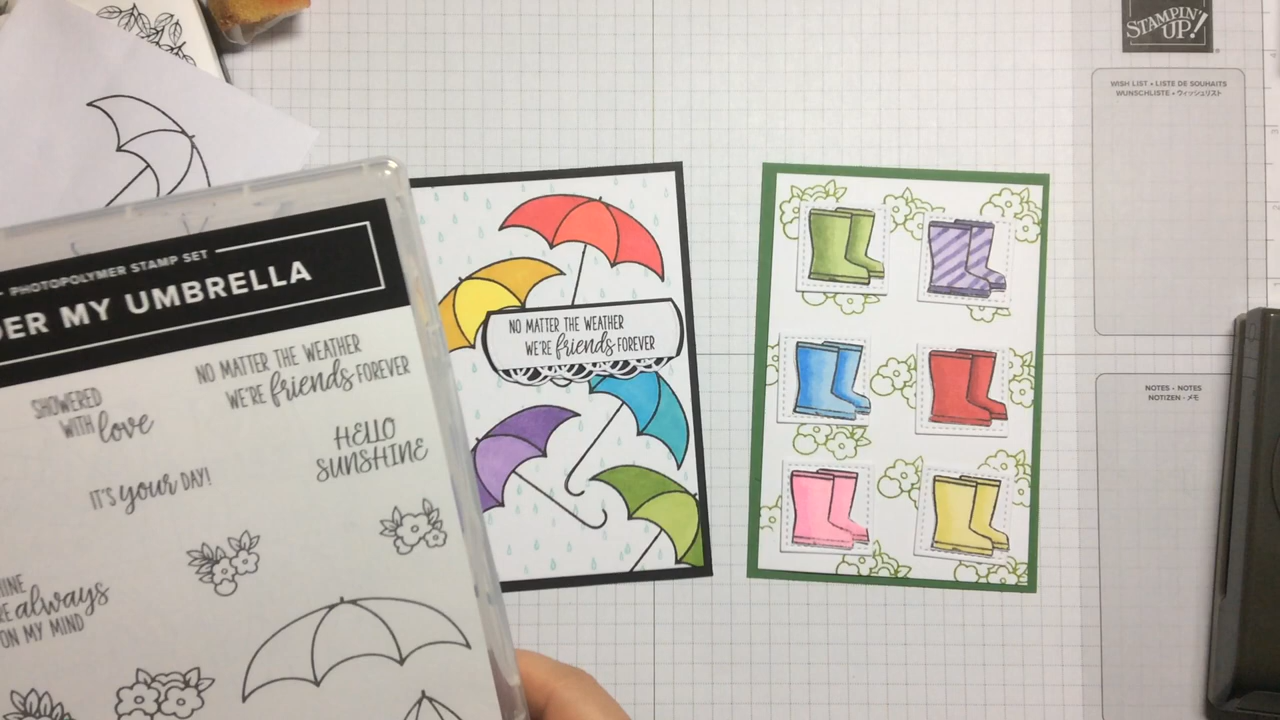 STAMPIN' UP!
WISH LIST • LISTE DE SOUHAITS
WUNSCHLISTE • ウィッシュリスト
NOTES • NOTES
NOTIZEN • メモ
PHOTOPOLYMER STAMP SET
DER MY UMBRELLA
NO MATTER THE WEATHER
WE'RE friends FOREVER
SHOWERED
WITH love
HELLO
SUNSHINE
IT'S your DAY!
HINE
RE always
ON MY MIND
NO MATTER THE WEATHER
WE'RE friends FOREVER